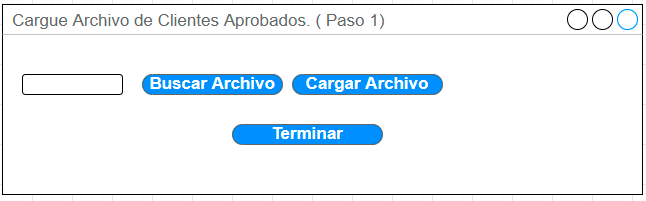 Cargue Archivo de Clientes Aprobados. ( Paso 1)
Buscar Archivo Cargar Archivo
Terminar